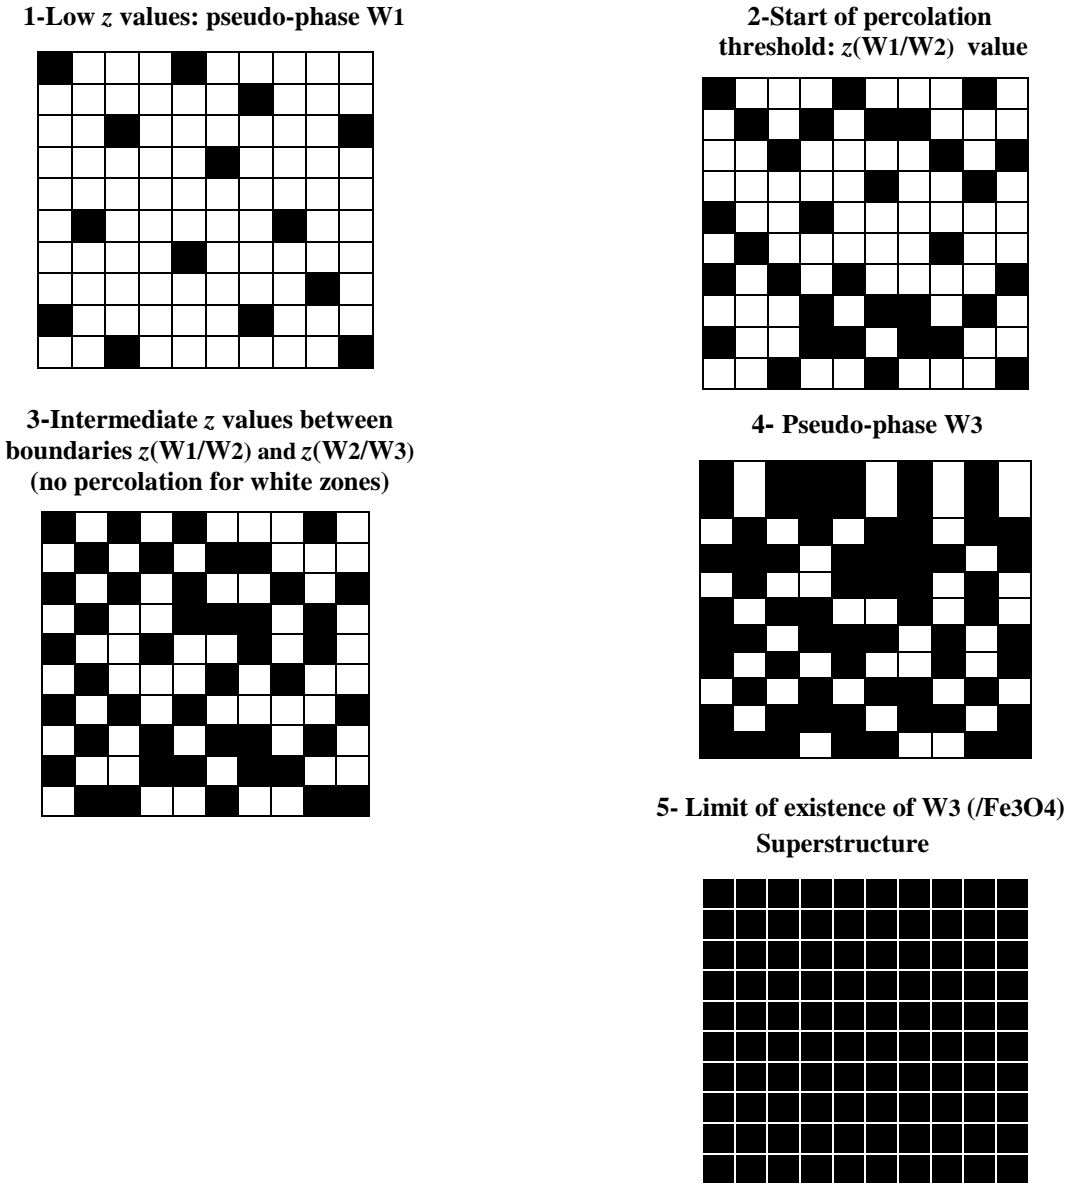 1-Low z values: pseudo-phase W1
2-Start of percolation
threshold: z(W1/W2) value
3-Intermediate z values between
boundaries z(W1/W2) and z(W2/W3)
(no percolation for white zones)
4- Pseudo-phase W3
5- Limit of existence of W3 (/Fe3O4)
Superstructure